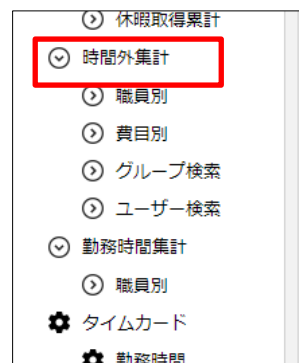 休暇取得累計
時間外集計
職員別
費目別
グループ検索
ユーザー検索
勤務時間集計
職員別
タイムカード
勤務時間